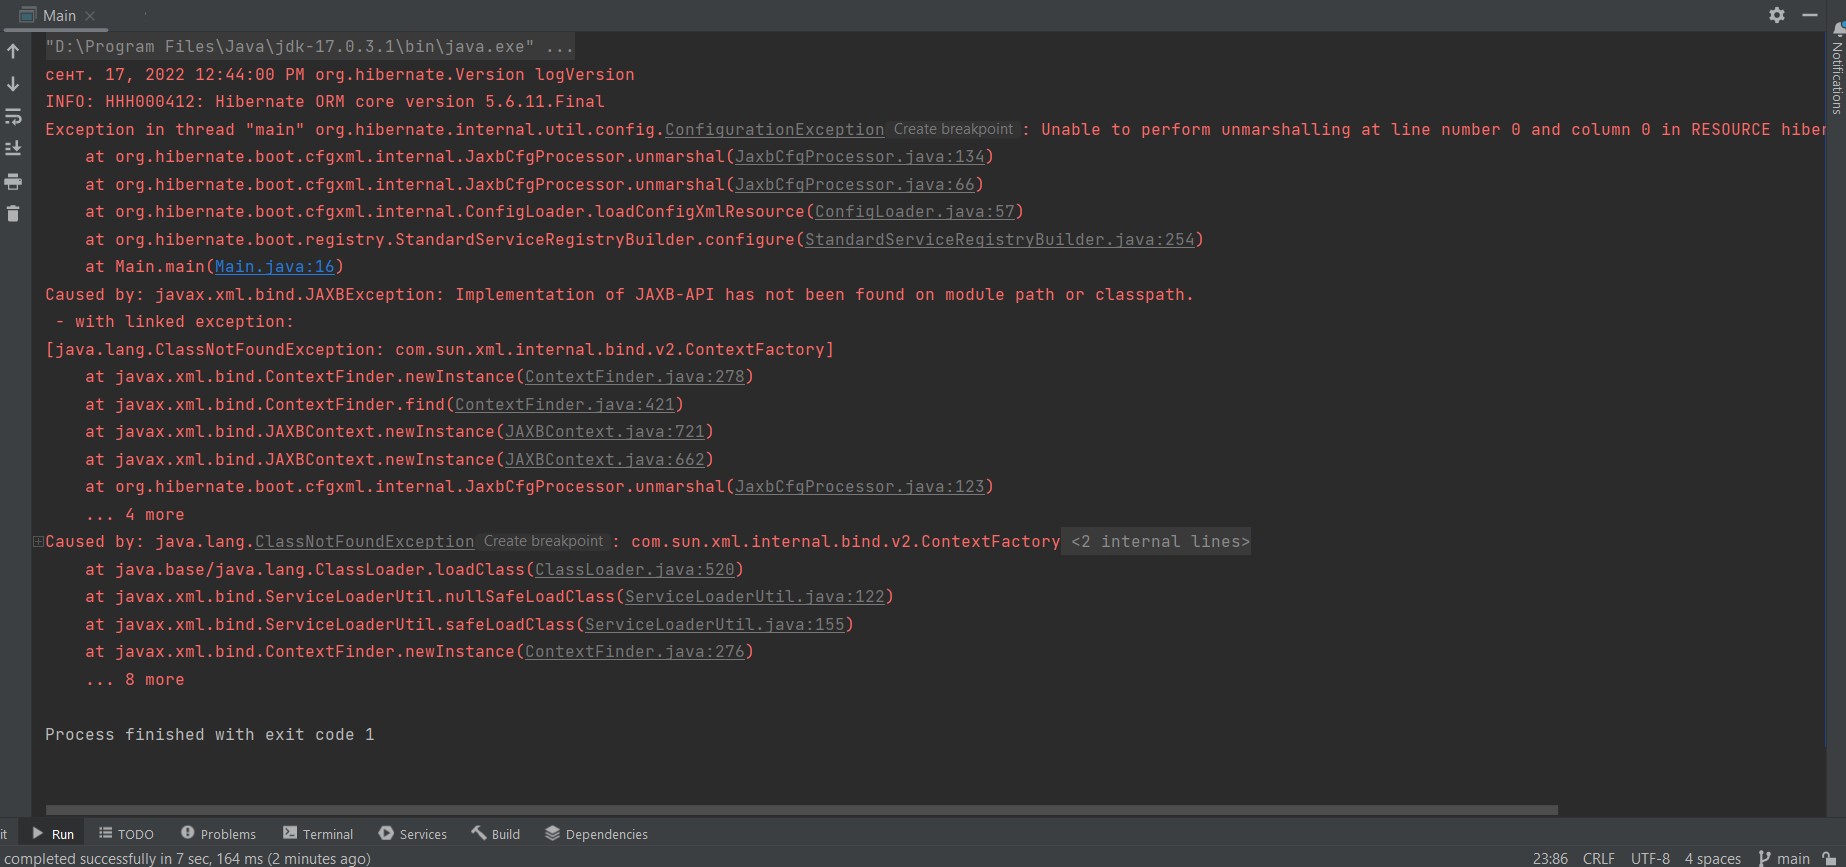 Main
"D:\Program Files\Java\jdk-17.0.3.1\bin\java.exe" ...
сент. 17, 2022 12:44:00 PM org.hibernate.Version logVersion
INFO: HHH000412: Hibernate ORM core version 5.6.11.Final
Exception in thread "main" org.hibernate.internal.util.config.ConfigurationException Create breakpoint : Unable to perform unmarshalling at line number 0 and column 0 in RESOURCE hiber
at org.hibernate.boot.cfgxml.internal.JaxbCfgProcessor.unmarshal(JaxbCfgProcessor.java:134)
at org.hibernate.boot.cfgxml.internal.JaxbCfgProcessor.unmarshal(JaxbCfgProcessor.java:66)
at org.hibernate.boot.cfgxml.internal.ConfigLoader.loadConfigXmlResource(ConfigLoader.java:57)
at org.hibernate.boot.registry.StandardServiceRegistryBuilder.configure(StandardServiceRegistryBuilder.java:254)
at Main.main(Main.java:16)
Caused by: javax.xml.bind.JAXBException: Implementation of JAXB-API has not been found on module path or classpath.
- with linked exception:
[java.lang.ClassNotFoundException: com.sun.xml.internal.bind.v2.ContextFactory]
at javax.xml.bind.ContextFinder.newInstance(ContextFinder.java:278)
at javax.xml.bind.ContextFinder.find(ContextFinder.java:421)
at javax.xml.bind.JAXBContext.newInstance(JAXBContext.java:721)
at javax.xml.bind.JAXBContext.newInstance(JAXBContext.java:662)
at org.hibernate.boot.cfgxml.internal.JaxbCfgProcessor.unmarshal(JaxbCfgProcessor.java:123)
... 4 more
Caused by: java.lang.ClassNotFoundException Create breakpoint : com.sun.xml.internal.bind.v2.ContextFactory <2 internal lines>
at java.base/java.lang.ClassLoader.loadClass(ClassLoader.java:520)
at javax.xml.bind.ServiceLoaderUtil.nullSafeLoadClass(ServiceLoaderUtil.java:122)
at javax.xml.bind.ServiceLoaderUtil.safeLoadClass(ServiceLoaderUtil.java:155)
at javax.xml.bind.ContextFinder.newInstance(ContextFinder.java:276)
... 8 more
Process finished with exit code 1
Notifications
it Run TODO Problems Terminal Services Build Dependencies
completed successfully in 7 sec, 164 ms (2 minutes ago) 23:86 CRLF UTF-8 4 spaces main